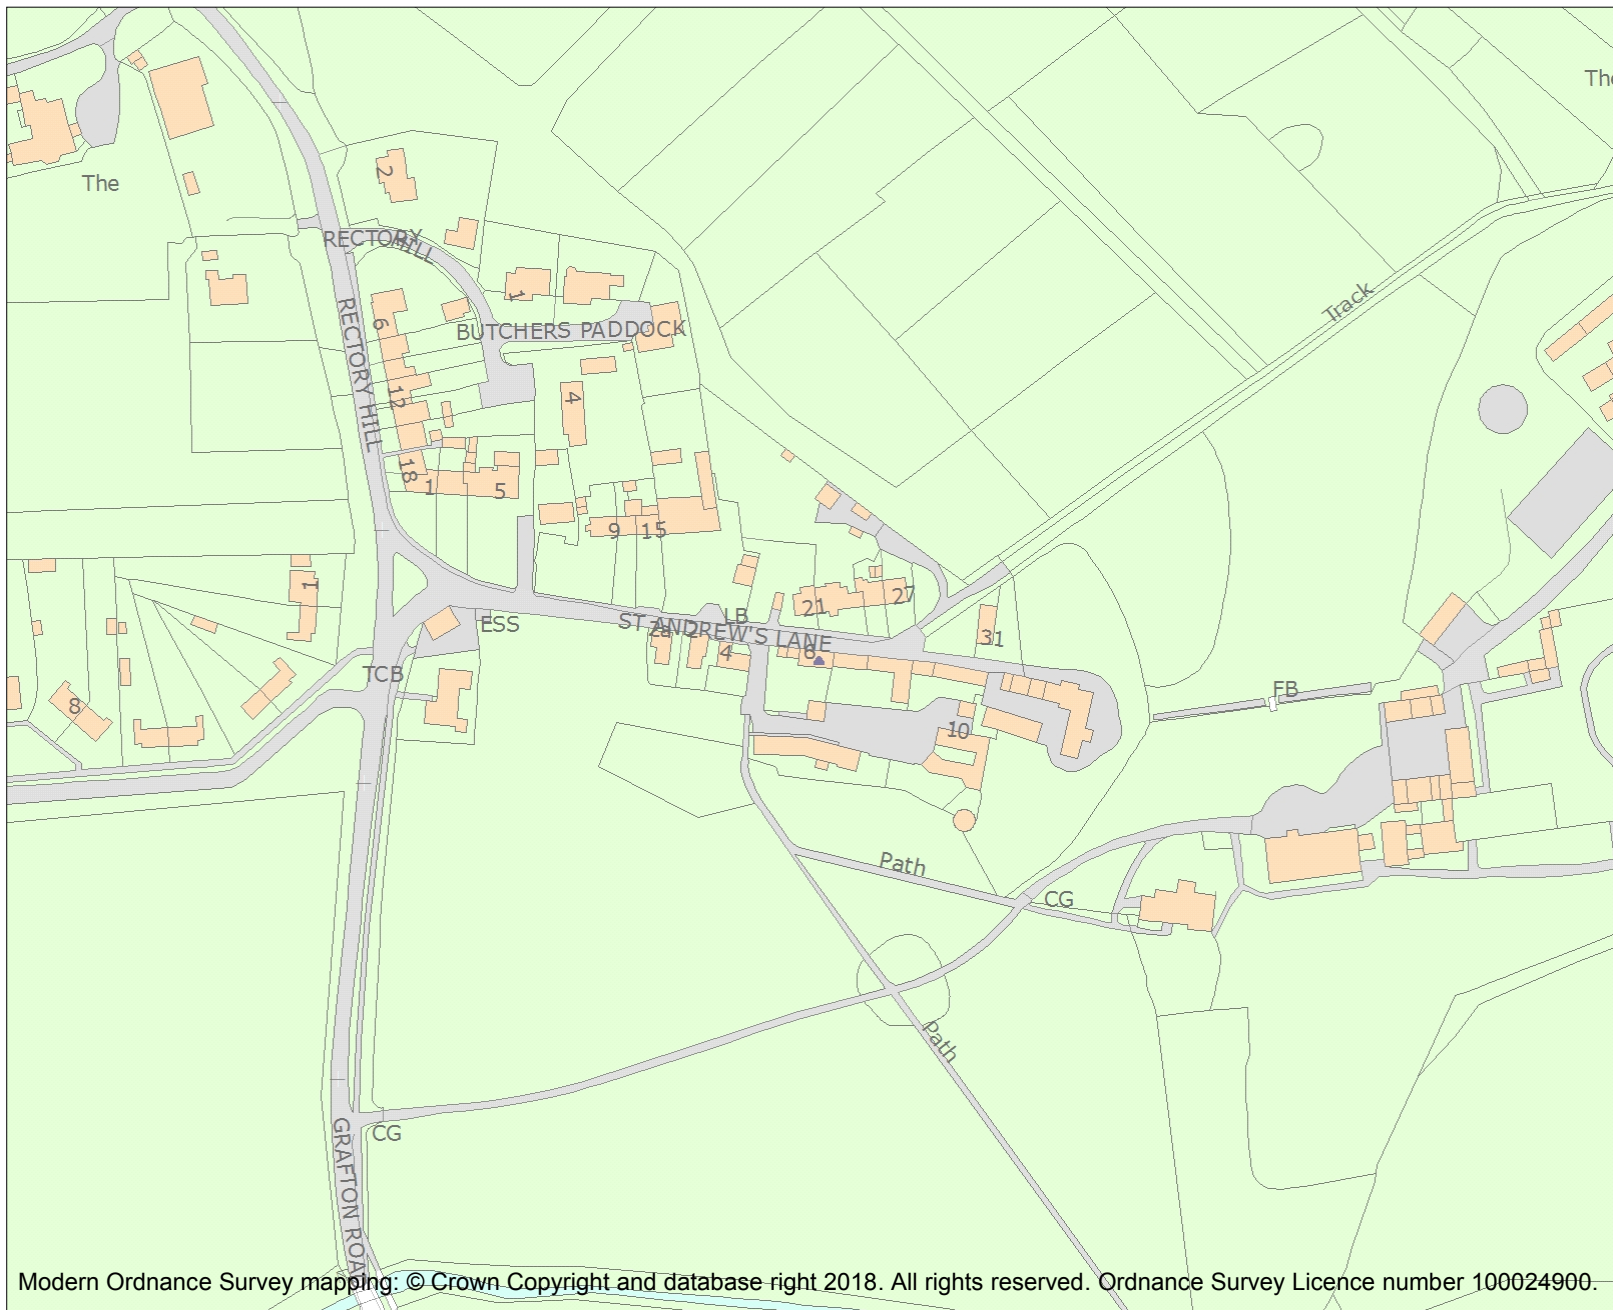 The
The
2
RECTORY
HILL
1
BUTCHERS PADDOCK
6
RECTORY HILL
Track
12
4
18
1
5
9
15
1
21
27
LB
ESS
ST ANDREW'S LANE
2a
2
4
8
31
TCB
8
FB
10
Path
CG
Path
CG
GRAFTON ROAD
Modern Ordnance Survey mapping: © Crown Copyright and database right 2018. All rights reserved. Ordnance Survey Licence number 100024900.